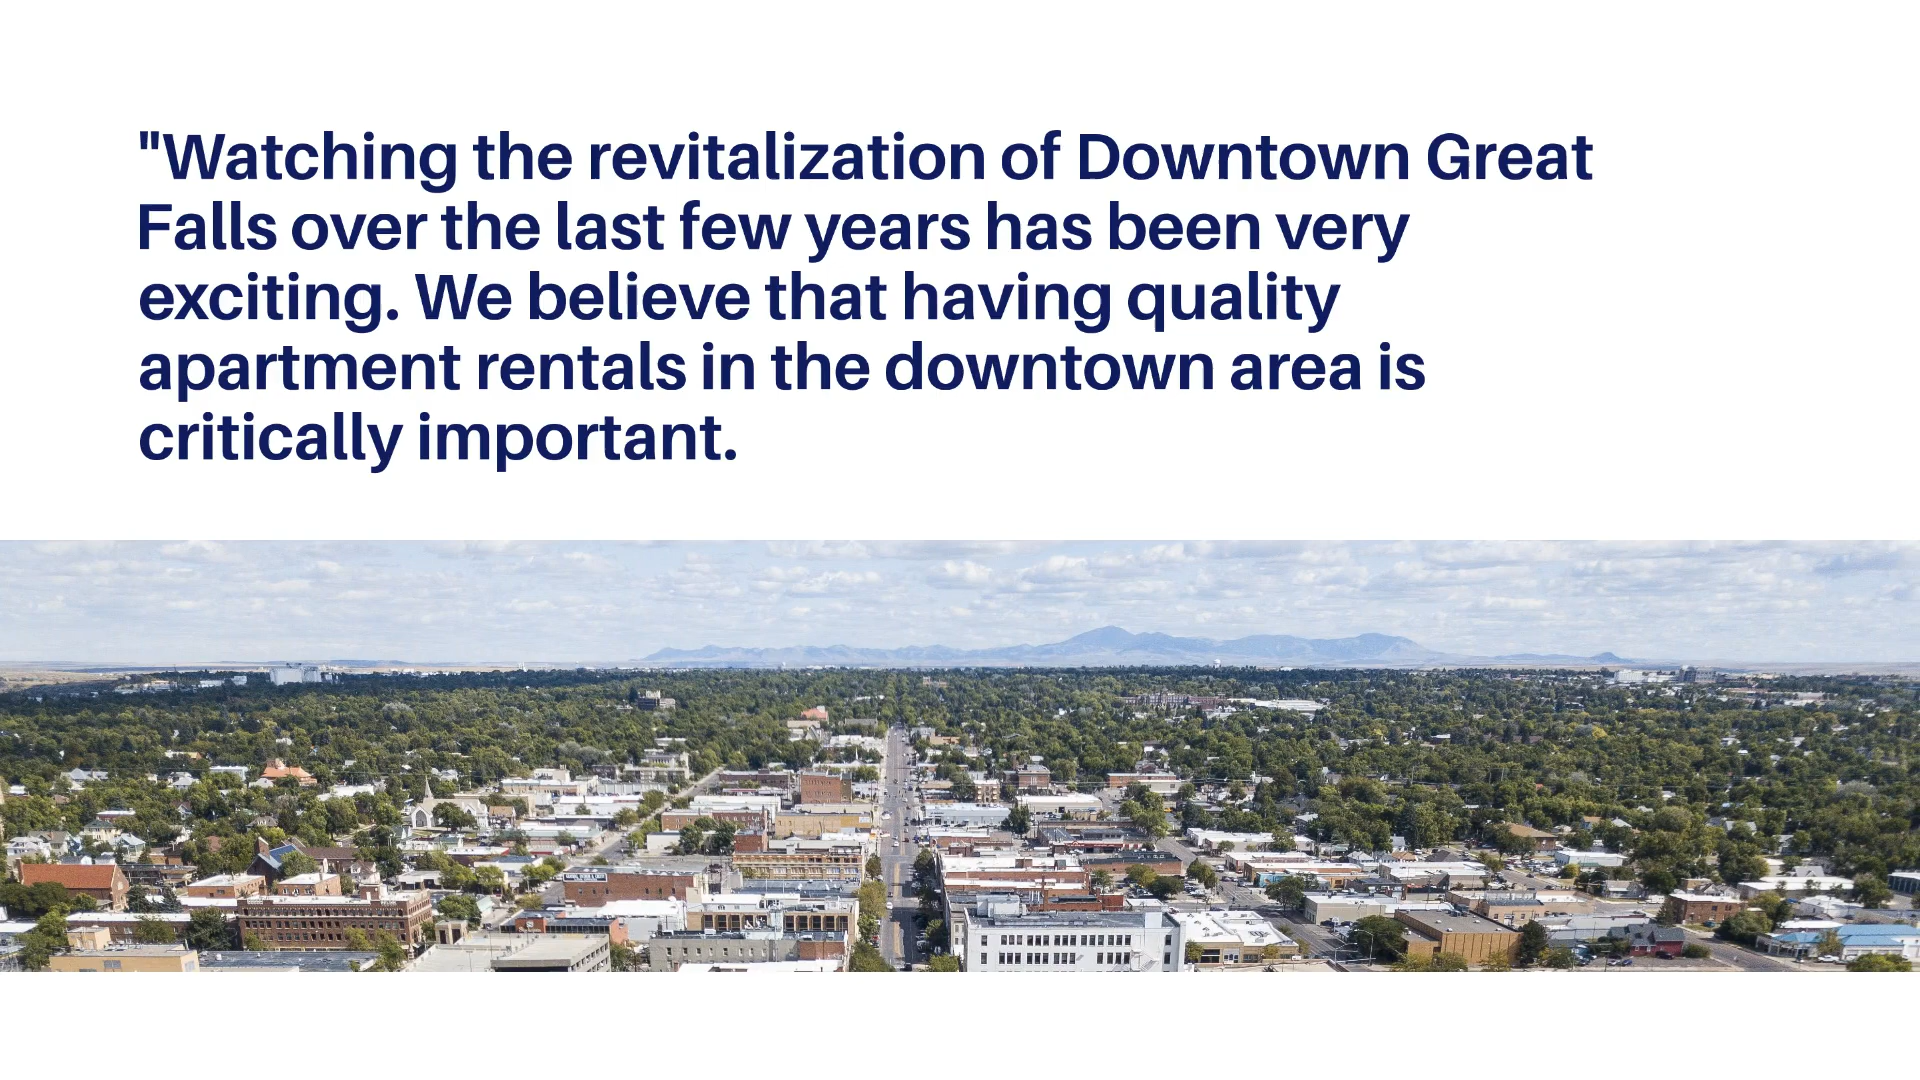 "Watching the revitalization of Downtown Great
Falls over the last few years has been very
exciting. We believe that having quality
apartment rentals in the downtown area is
critically important.